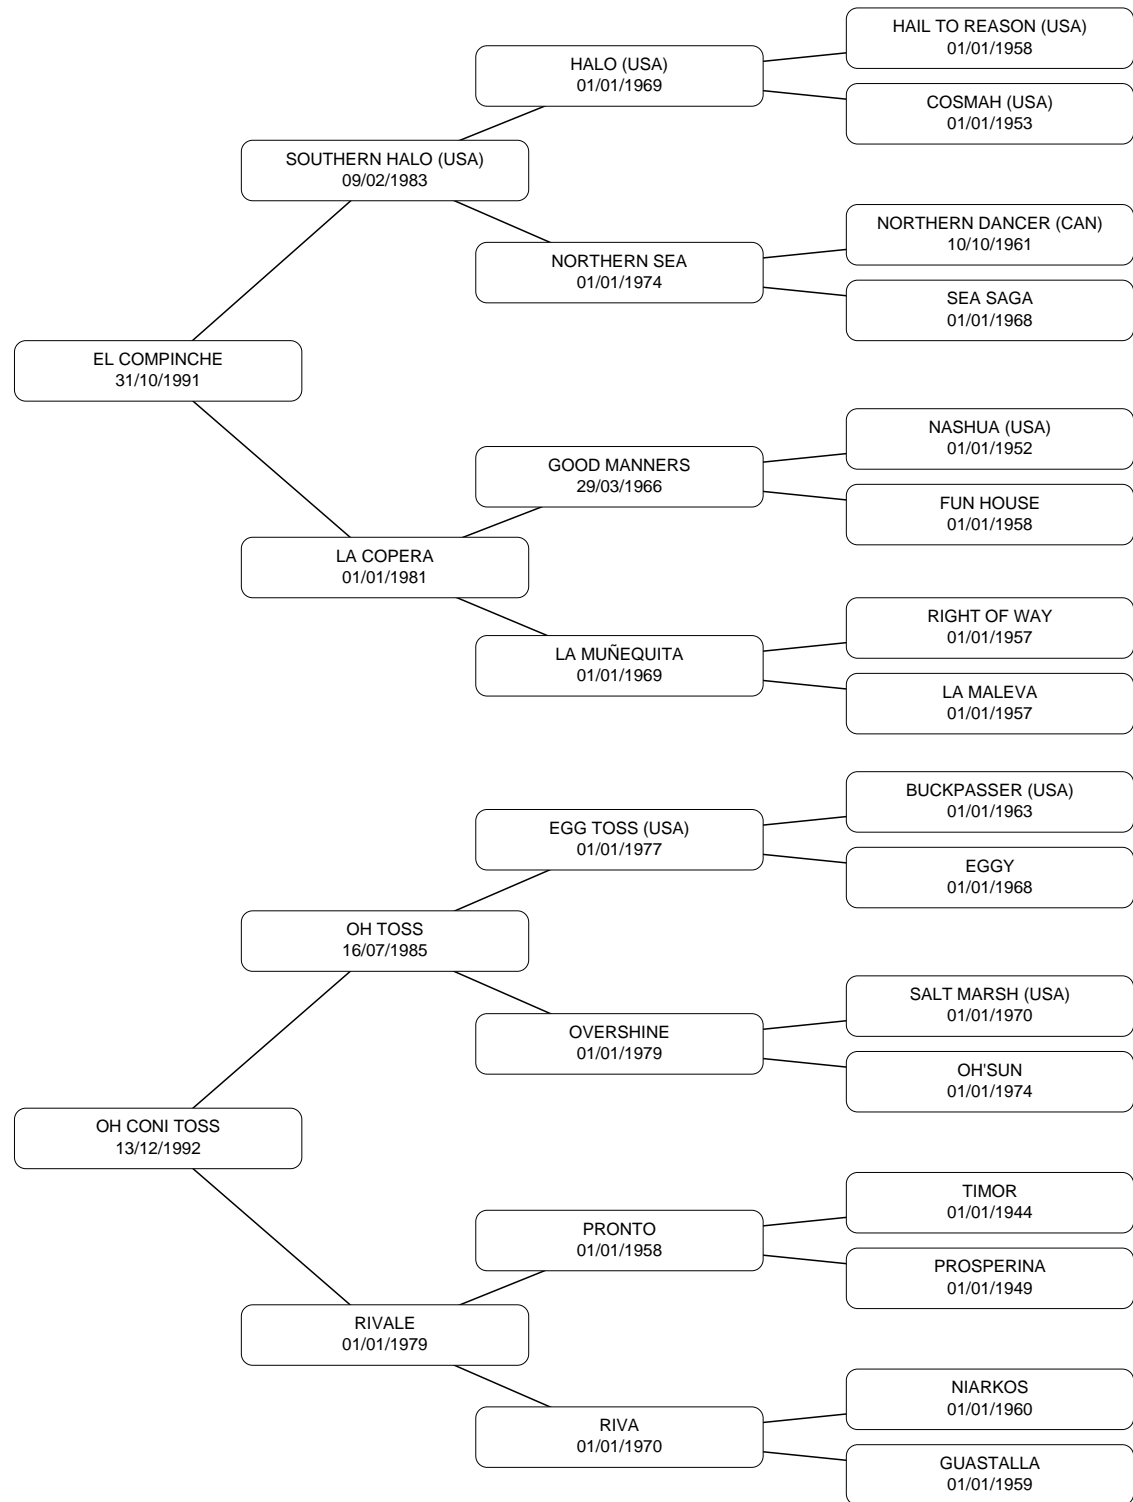 HAIL TO REASON (USA)
01/01/1958
HALO (USA)
01/01/1969
COSMAH (USA)
01/01/1953
SOUTHERN HALO (USA)
09/02/1983
NORTHERN DANCER (CAN)
10/10/1961
NORTHERN SEA
01/01/1974
SEA SAGA
01/01/1968
EL COMPINCHE
31/10/1991
NASHUA (USA)
01/01/1952
GOOD MANNERS
29/03/1966
FUN HOUSE
01/01/1958
LA COPERA
01/01/1981
RIGHT OF WAY
01/01/1957
LA MUÑEQUITA
01/01/1969
LA MALEVA
01/01/1957
BUCKPASSER (USA)
01/01/1963
EGG TOSS (USA)
01/01/1977
EGGY
01/01/1968
OH TOSS
16/07/1985
SALT MARSH (USA)
01/01/1970
OVERSHINE
01/01/1979
OH'SUN
01/01/1974
OH CONI TOSS
13/12/1992
TIMOR
01/01/1944
PRONTO
01/01/1958
PROSPERINA
01/01/1949
RIVALE
01/01/1979
NIARKOS
01/01/1960
RIVA
01/01/1970
GUASTALLA
01/01/1959